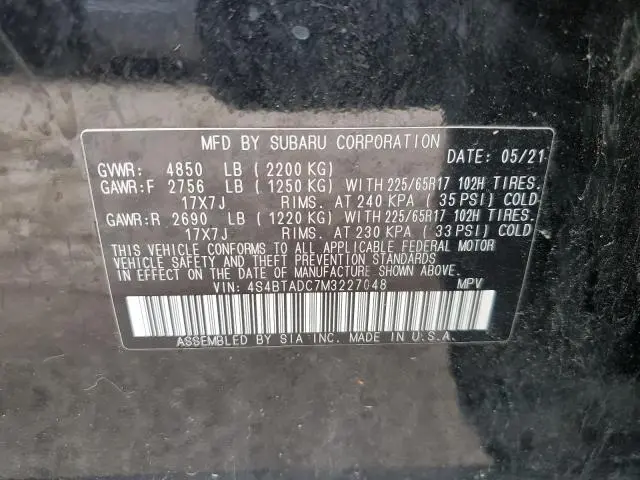 MFD BY SUBARU CORPORATION
DATE: 05/21
GVWR: 4850 LB (2200 KG)
GAWR:F 2756 LB (1250 KG) WITH 225/65R17 102H TIRES.
17X7J RIMS. AT 240 KPA (35 PSI) COLD
GAWR:R 2690 LB (1220 KG) WITH 225/65R17 102H TIRES.
17X7J RIMS. AT 230 KPA (33 PSI) COLD
THIS VEHICLE CONFORMS TO ALL APPLICABLE FEDERAL MOTOR
VEHICLE SAFETY AND THEFT PREVENTION STANDARDS
IN EFFECT ON THE DATE OF MANUFACTURE SHOWN ABOVE.
VIN: 4S4BTADC7M3227048 MPV
ASSEMBLED BY SIA INC. MADE IN U.S.A.